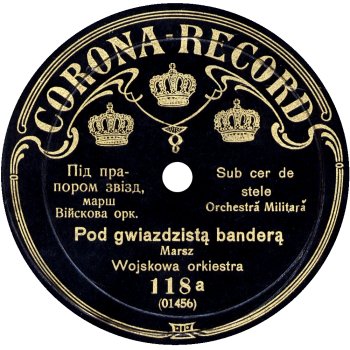 CORONA-RECORD
Під пра-
пором звізд,
марш
Війскова орк.
Sub cer de
stele
Orchestră Militară
Pod gwiazdzistą banderą
Marsz
Wojskowa orkiestra
118a
(01456)